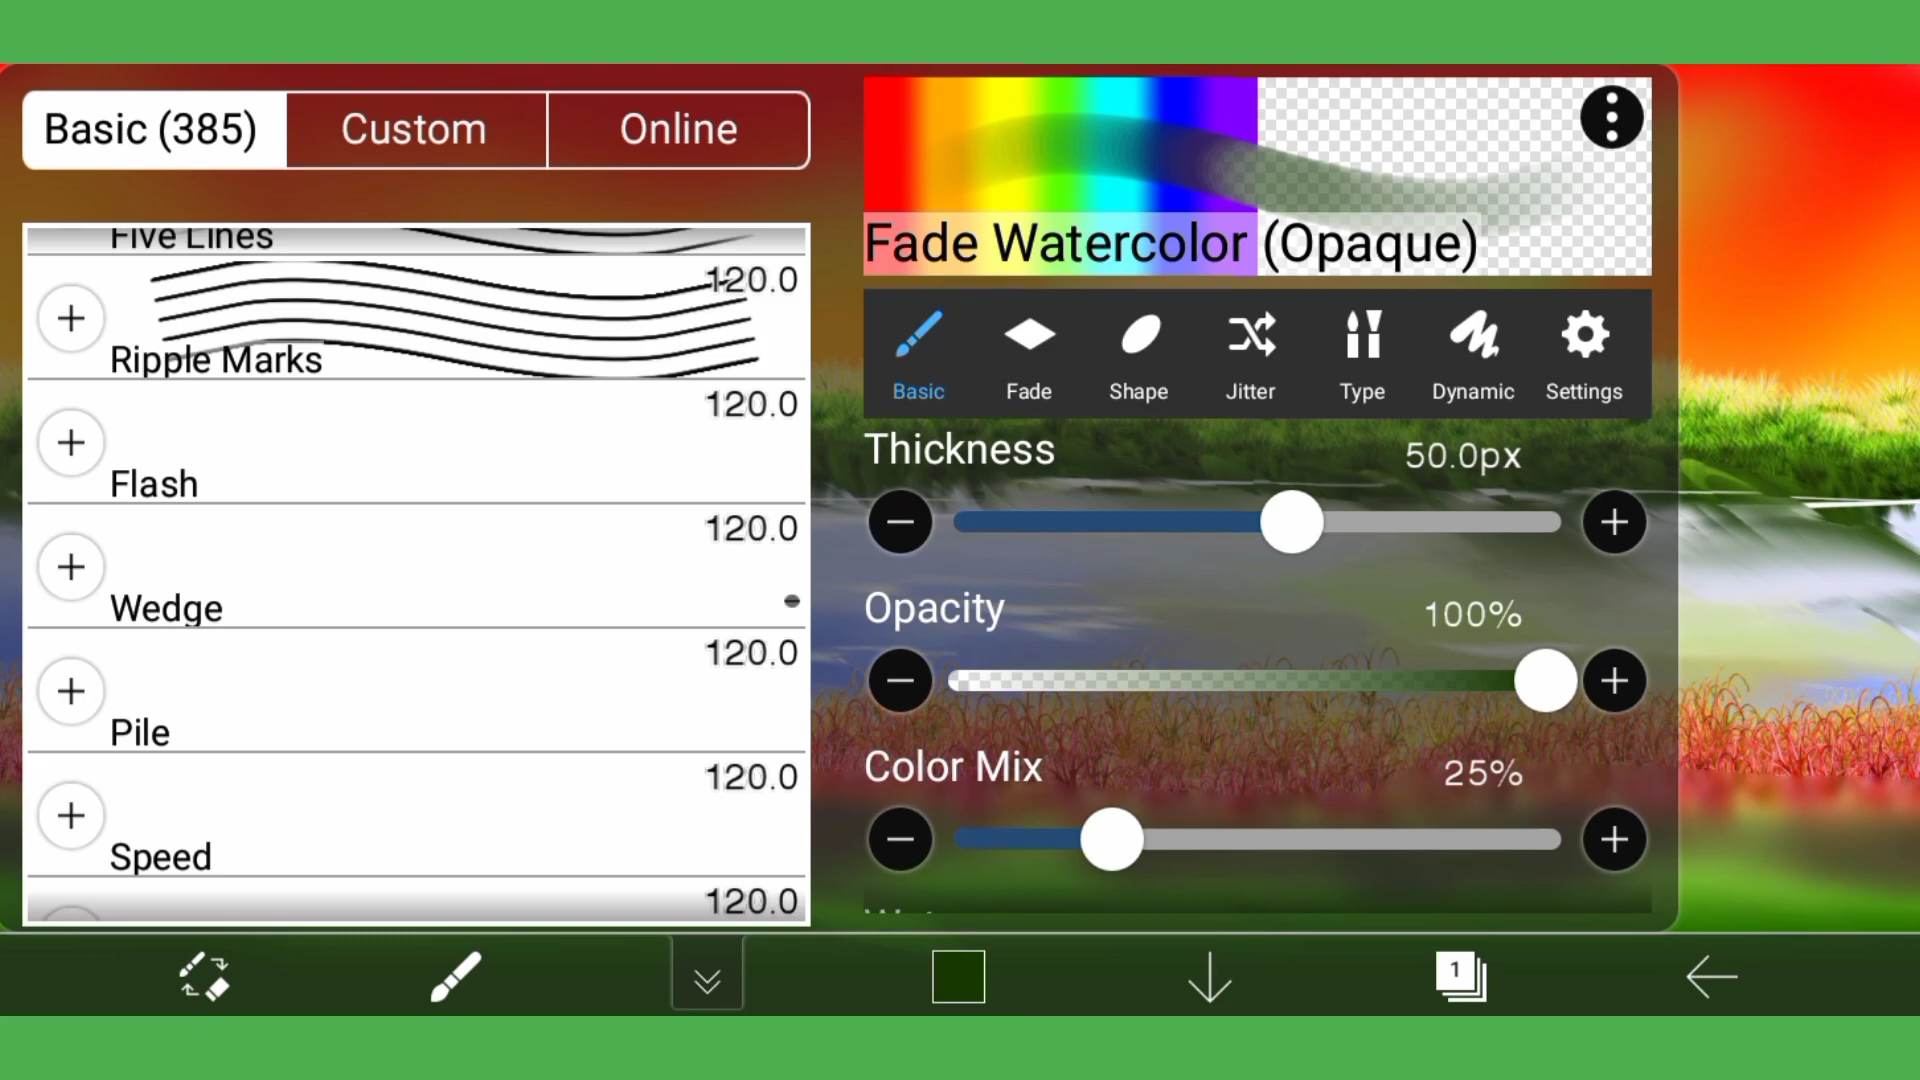 Basic (385)
Custom
Online
Five Lines
120.0
Ripple Marks
120.0
Flash
120.0
Wedge
120.0
Pile
120.0
Speed
120.0
Fade Watercolor (Opaque)
Basic
Fade
Shape
Jitter
Type
Dynamic
Settings
Thickness
50.0px
Opacity
100%
Color Mix
25%
1